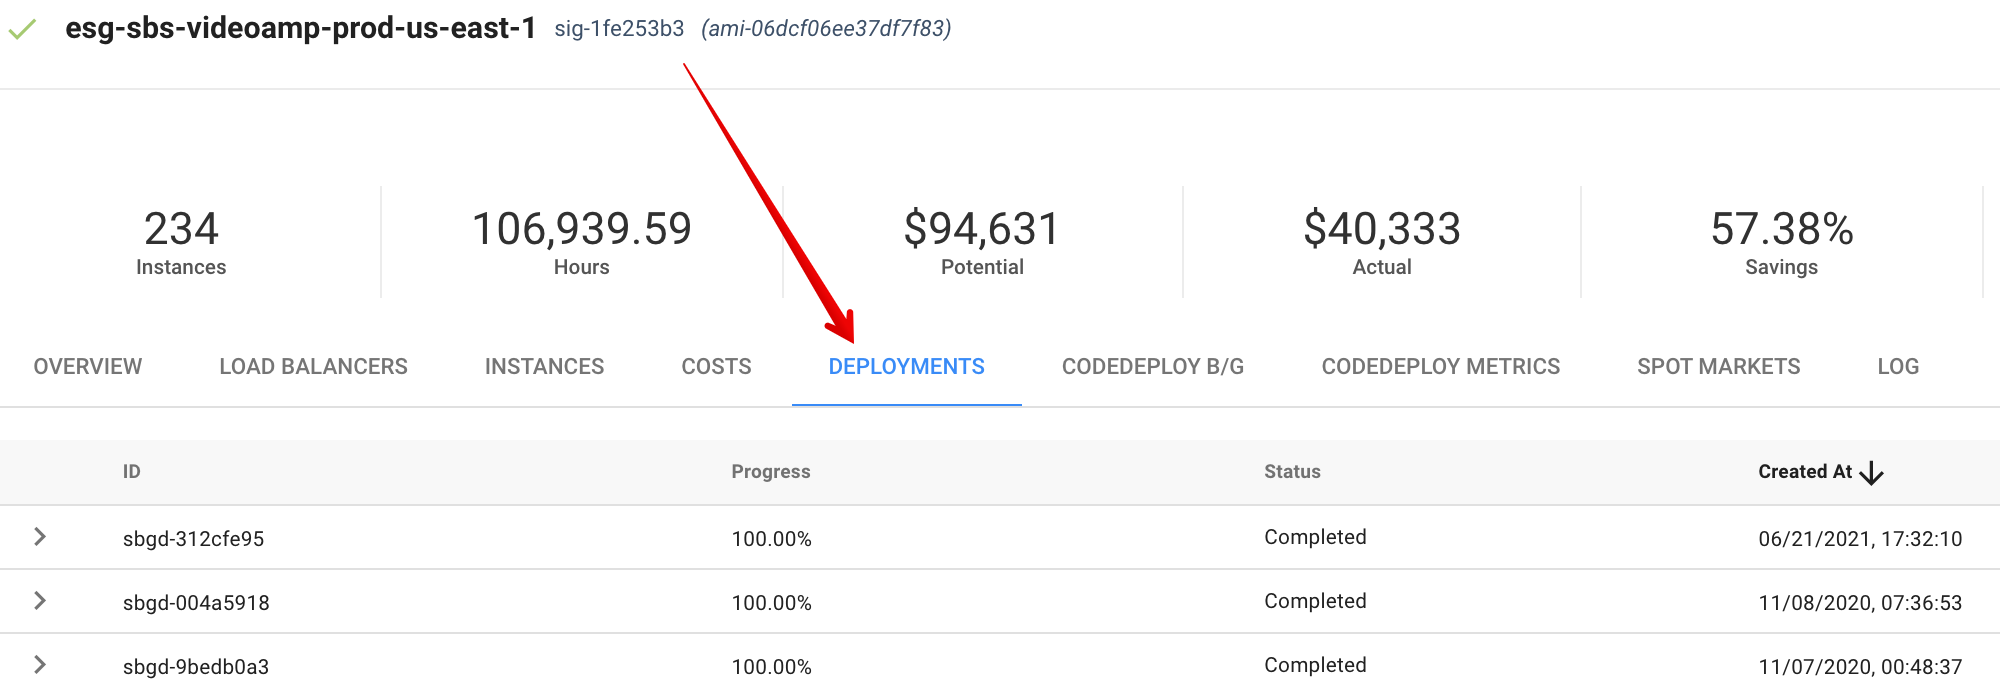 esg-sbs-videoamp-prod-us-east-1 sig-1fe253b3 (ami-06dcf06ee37df7f83)
234 106,939.59 $94,631 $40,333 57.38%
Instances Hours Potential Actual Savings
OVERVIEW LOAD BALANCERS INSTANCES COSTS DEPLOYMENTS CODEDEPLOY B/G CODEDEPLOY METRICS SPOT MARKETS LOG
ID Progress Status Created At
sbgd-312cfe95 100.00% Completed 06/21/2021, 17:32:10
sbgd-004a5918 100.00% Completed 11/08/2020, 07:36:53
sbgd-9bedb0a3 100.00% Completed 11/07/2020, 00:48:37